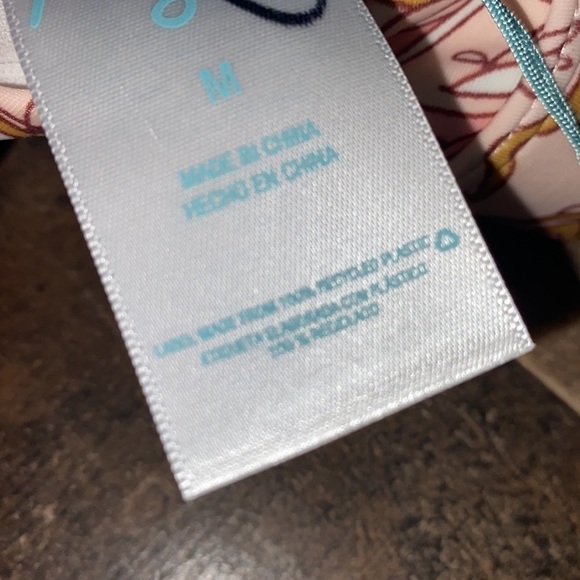 M
MADE IN CHINA
HECHO EN CHINA
LABEL MADE FROM 100% RECYCLED PLASTIC
ETIQUETA ELABORADA CON PLÁSTICO
100 % RECICLADO